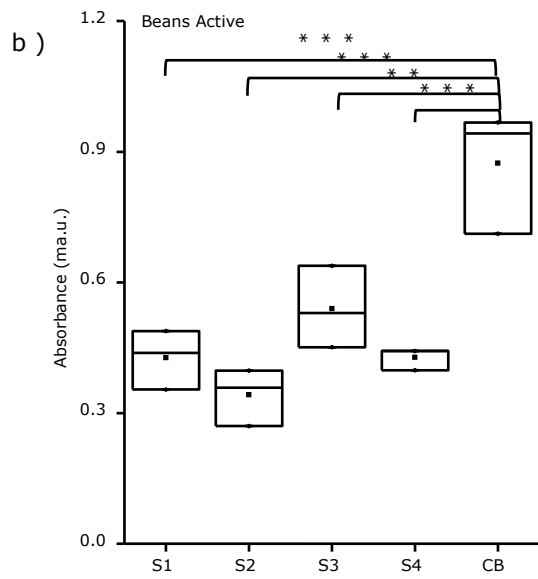 b)
Beans Active
* * *
* * *
* *
* * *
Absorbance (ma.u.)
1.2
0.9
0.6
0.3
0.0
S1 S2 S3 S4 CB